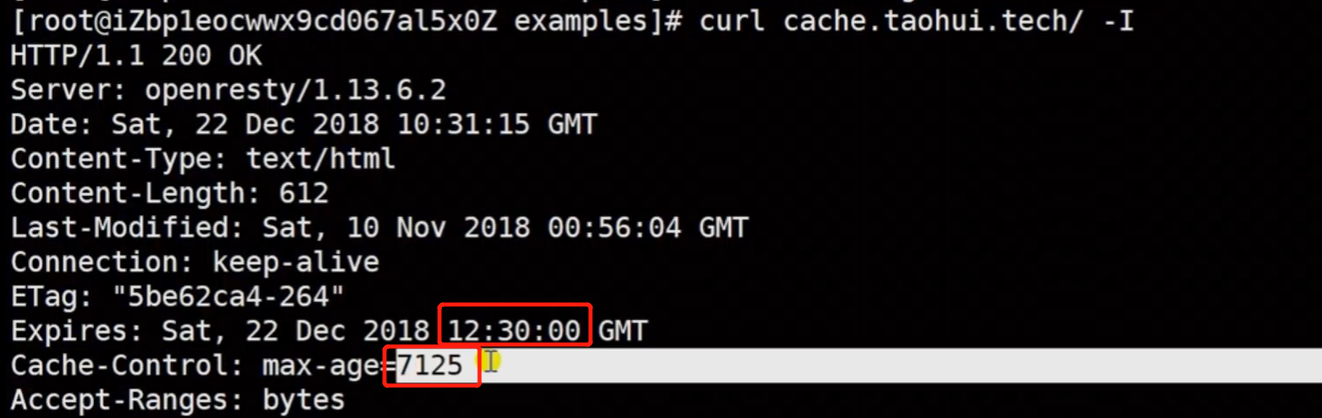 [root@iZbp1eocwwx9cd067al5x0Z examples]# curl cache.taohui.tech/ -I
HTTP/1.1 200 OK
Server: openresty/1.13.6.2
Date: Sat, 22 Dec 2018 10:31:15 GMT
Content-Type: text/html
Content-Length: 612
Last-Modified: Sat, 10 Nov 2018 00:56:04 GMT
Connection: keep-alive
ETag: "5be62ca4-264"
Expires: Sat, 22 Dec 2018 12:30:00 GMT
Cache-Control: max-age=7125
Accept-Ranges: bytes